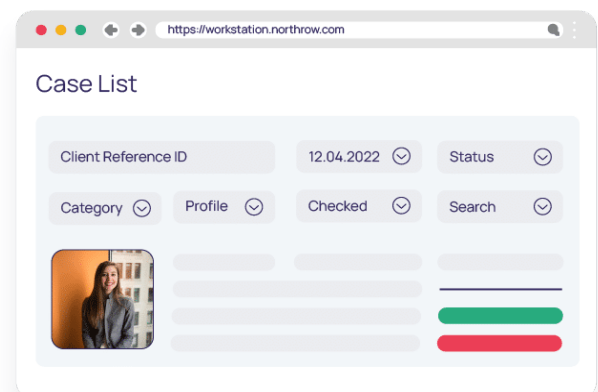 https://workstation.northrow.com
Case List
Client Reference ID
12.04.2022
Status
Category
Profile
Checked
Search